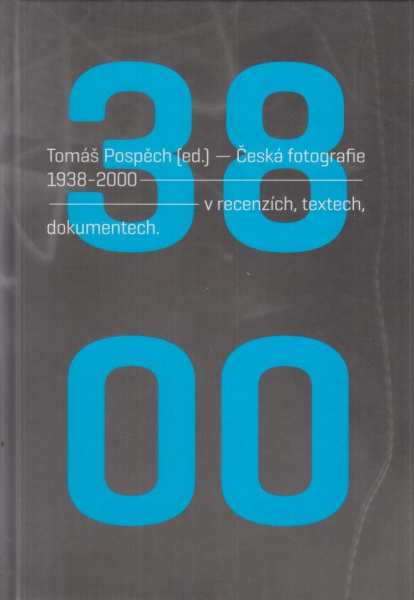 38
Tomáš Pospěch (ed.) — Česká fotografie
1938–2000
v recenzích, textech,
dokumentech.
00